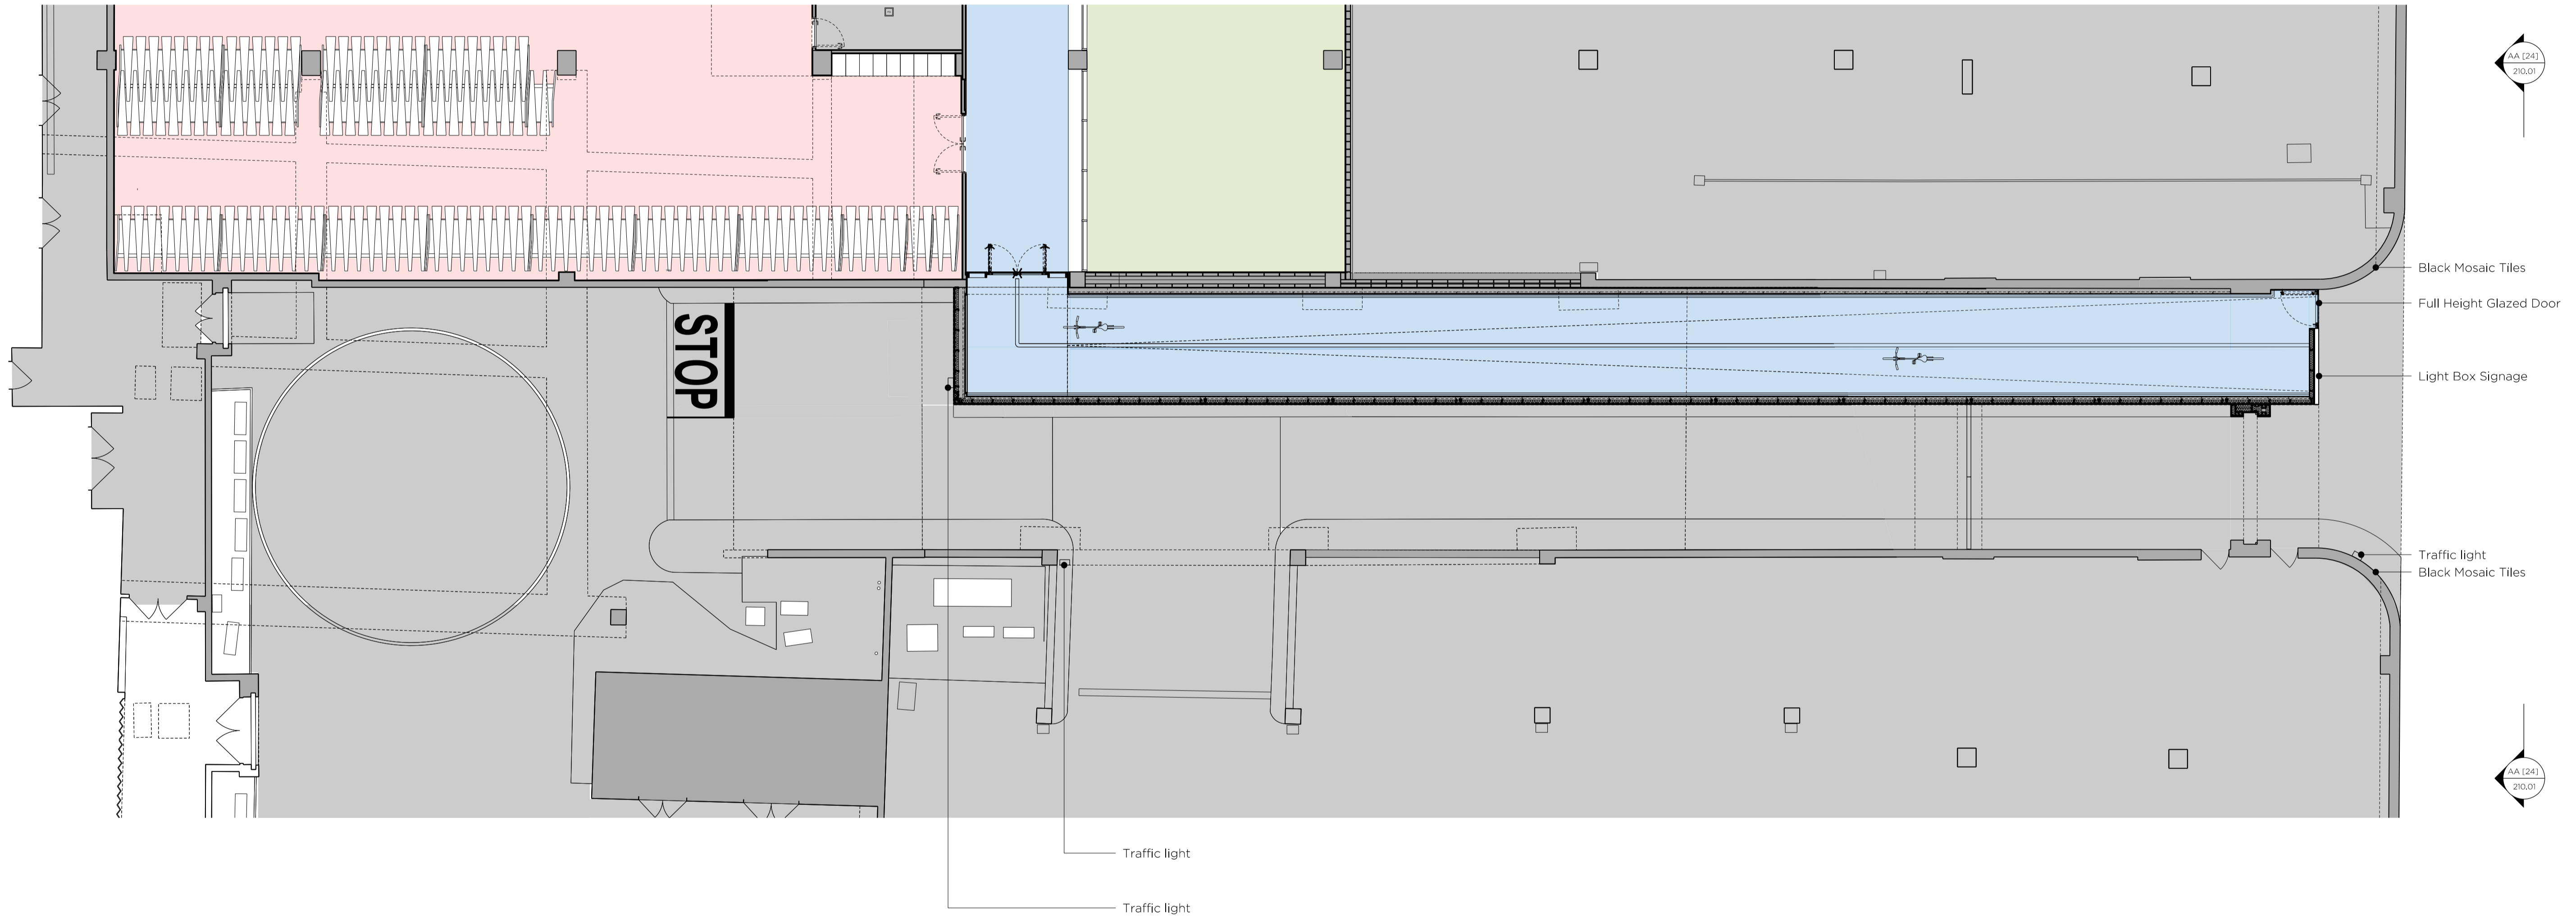 AA [24]
210.01
STOP
Black Mosaic Tiles
Full Height Glazed Door
Light Box Signage
Traffic light
Black Mosaic Tiles
AA [24]
210.01
Traffic light
Traffic light